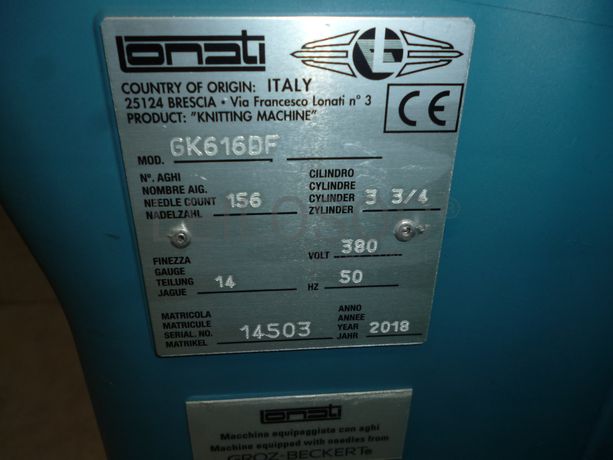 Lonati
COUNTRY OF ORIGIN: ITALY
25124 BRESCIA • Via Francesco Lonati n° 3
PRODUCT: "KNITTING MACHINE"
CE
MOD. GK616DF
N°. AGHI
NOMBRE AIG.
NEEDLE COUNT 156
NADELZAHL
CILINDRO
CYLINDRE
CYLINDER 3 3/4
ZYLINDER
FINEZZA
GAUGE
TEILUNG 14
JAUGE
VOLT 380
HZ 50
MATRICOLA
MATRICULE
SERIAL. NO. 14503
MATRIKEL
ANNO
ANNEE
YEAR 2018
JAHR
Lonati
Macchina equipaggiata con aghi
Machine equipped with needles from
GROZ-BECKERT®